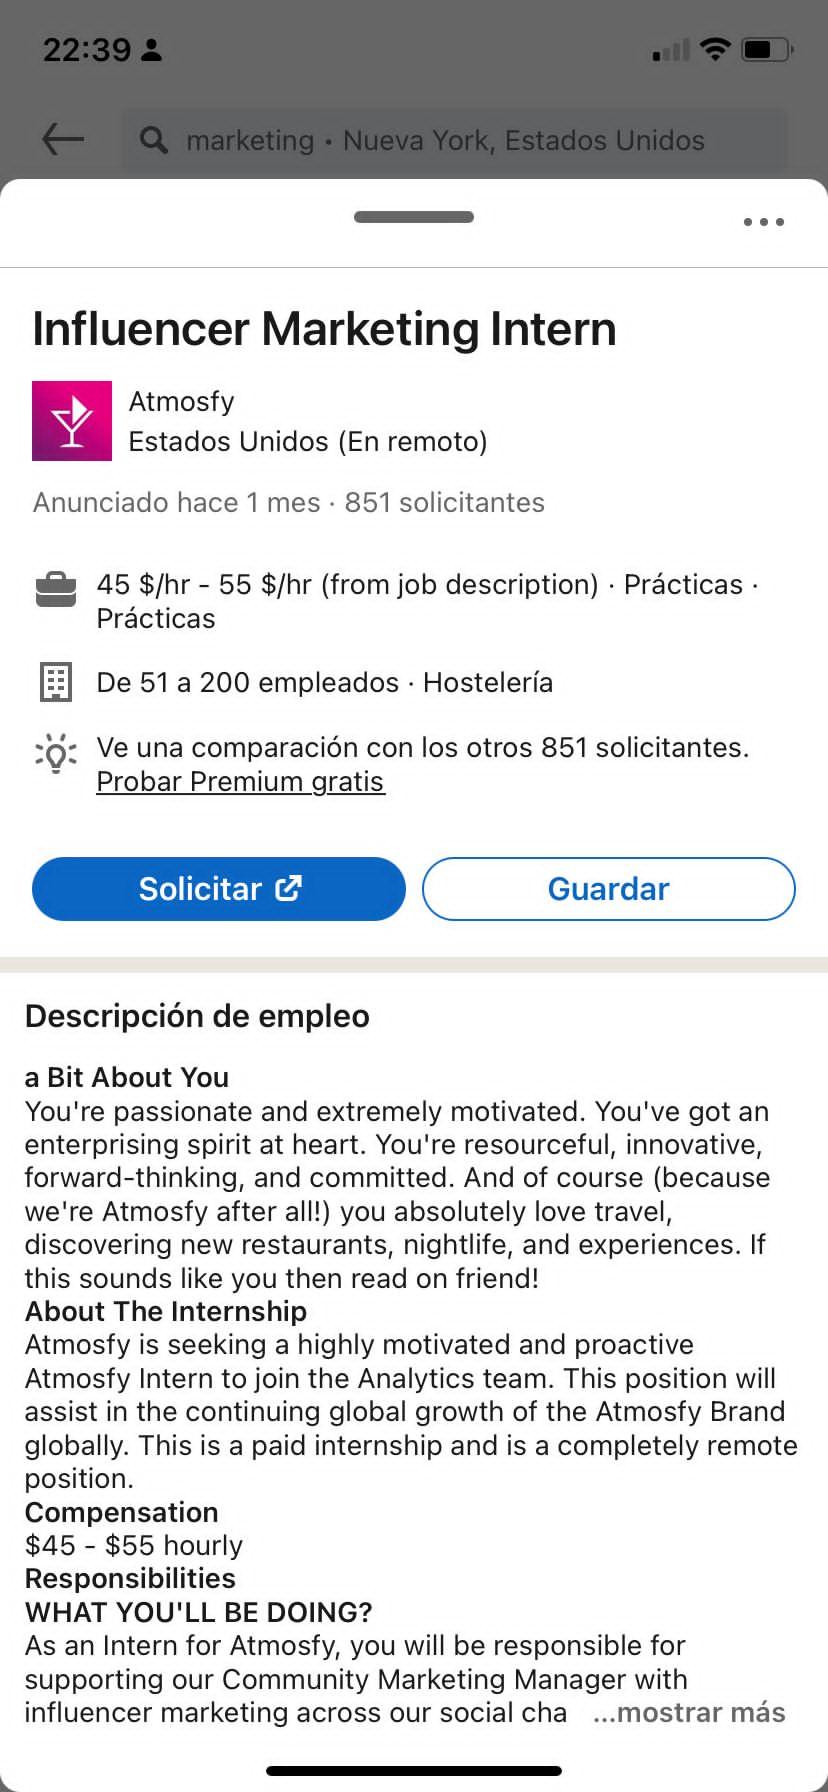 22:39
marketing • Nueva York, Estados Unidos
Influencer Marketing Intern
Atmosfy
Estados Unidos (En remoto)
Anunciado hace 1 mes · 851 solicitantes
45 $/hr - 55 $/hr (from job description) · Prácticas ·
Prácticas
De 51 a 200 empleados · Hostelería
Ve una comparación con los otros 851 solicitantes.
Probar Premium gratis
Solicitar
Guardar
Descripción de empleo
a Bit About You
You're passionate and extremely motivated. You've got an
enterprising spirit at heart. You're resourceful, innovative,
forward-thinking, and committed. And of course (because
we're Atmosfy after all!) you absolutely love travel,
discovering new restaurants, nightlife, and experiences. If
this sounds like you then read on friend!
About The Internship
Atmosfy is seeking a highly motivated and proactive
Atmosfy Intern to join the Analytics team. This position will
assist in the continuing global growth of the Atmosfy Brand
globally. This is a paid internship and is a completely remote
position.
Compensation
$45 - $55 hourly
Responsibilities
WHAT YOU'LL BE DOING?
As an Intern for Atmosfy, you will be responsible for
supporting our Community Marketing Manager with
influencer marketing across our social cha ...mostrar más